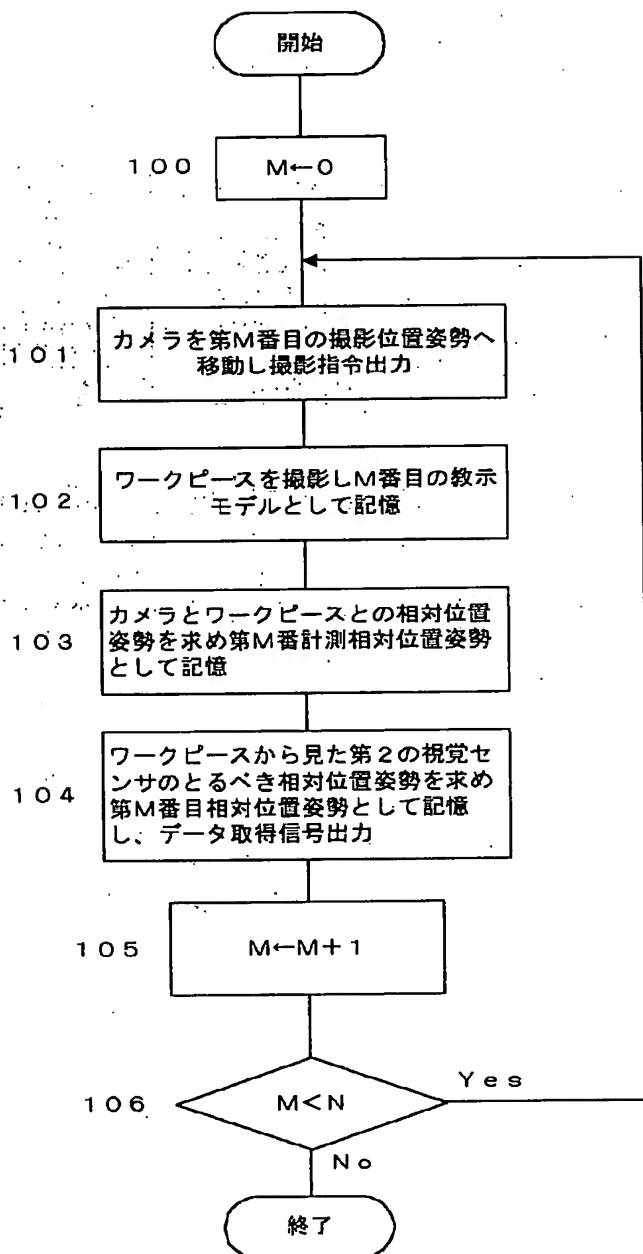 開始
100
M←0
101
カメラを第M番目の撮影位置姿勢へ
移動し撮影指令出力
102
ワークピースを撮影しM番目の教示
モデルとして記憶
103
カメラとワークピースとの相対位置
姿勢を求め第M番計測相対位置姿勢
として記憶
104
ワークピースから見た第2の視覚セ
ンサのとるべき相対位置姿勢を求め
第M番目相対位置姿勢として記憶
し、データ取得信号出力
105
M←M+1
106
M<N
Yes
No
終了